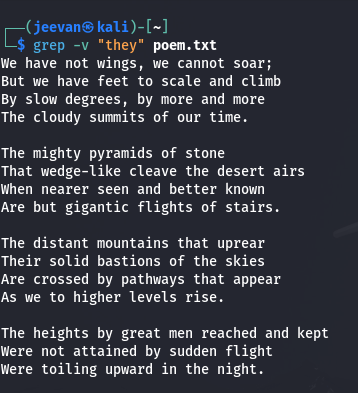 ┌──(jeevan㉿kali)-[~]
└─$ grep -v "they" poem.txt
We have not wings, we cannot soar;
But we have feet to scale and climb
By slow degrees, by more and more
The cloudy summits of our time.

The mighty pyramids of stone
That wedge-like cleave the desert airs
When nearer seen and better known
Are but gigantic flights of stairs.

The distant mountains that uprear
Their solid bastions of the skies
Are crossed by pathways that appear
As we to higher levels rise.

The heights by great men reached and kept
Were not attained by sudden flight
Were toiling upward in the night.